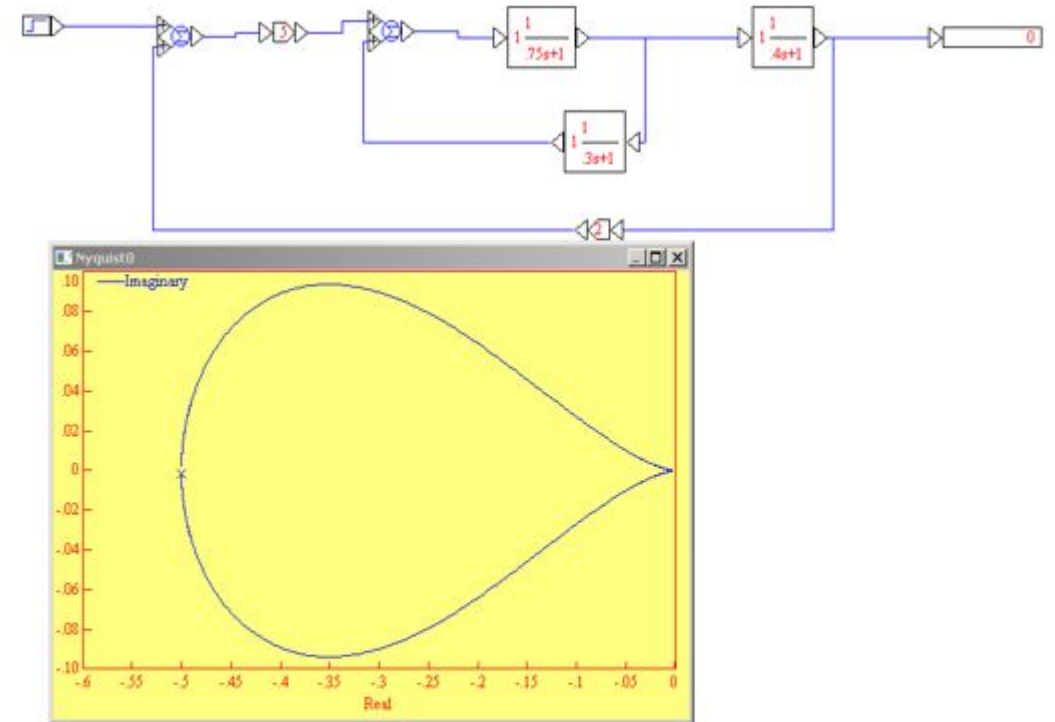 Σ
.5
Σ
1 1
.75s+1
1 1
.4s+1
0
1 1
.3s+1
2
Nyquist0
Imaginary
.10
.08
.06
.04
.02
0
-.02
-.04
-.06
-.08
-.10
-.6 -.55 -.5 -.45 -.4 -.35 -.3 -.25 -.2 -.15 -.1 -.05 0
Real